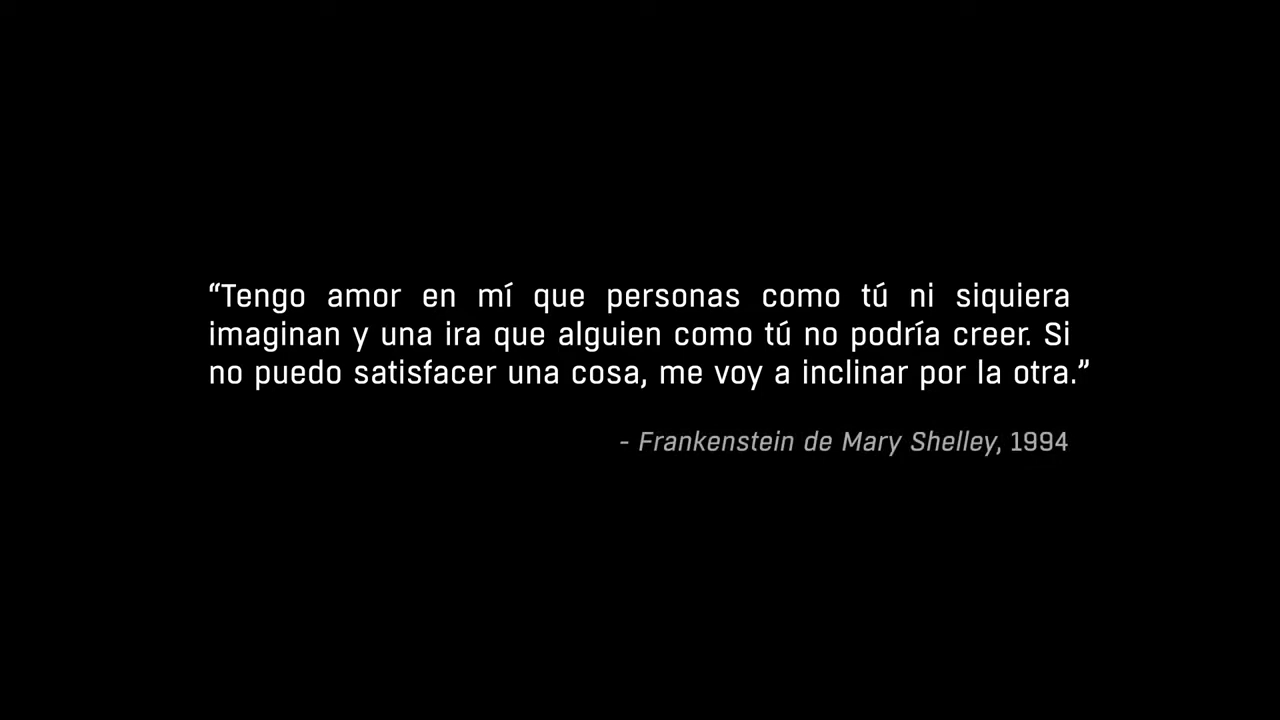 “Tengo amor en mí que personas como tú ni siquiera
imaginan y una ira que alguien como tú no podría creer. Si
no puedo satisfacer una cosa, me voy a inclinar por la otra.”
- Frankenstein de Mary Shelley, 1994